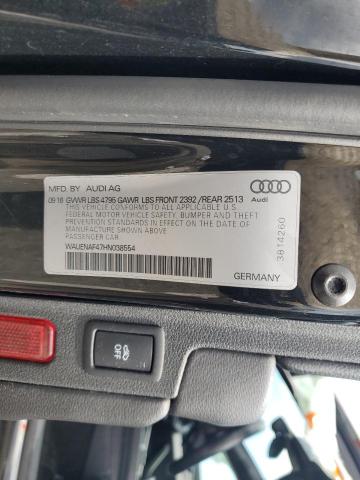 MFD. BY AUDI AG
09 16 GVWR LBS 4795 GAWR LBS FRONT 2392 /REAR 2513
THIS VEHICLE CONFORMS TO ALL APPLICABLE U.S.
FEDERAL MOTOR VEHICLE SAFETY, BUMPER AND THEFT
PREVENTION STANDARDS IN EFFECT ON THE DATE OF
MANUFACTURE SHOWN ABOVE
PASSENGER CAR
WAUENAF47HN038554
Audi
3814260
GERMANY
OFF